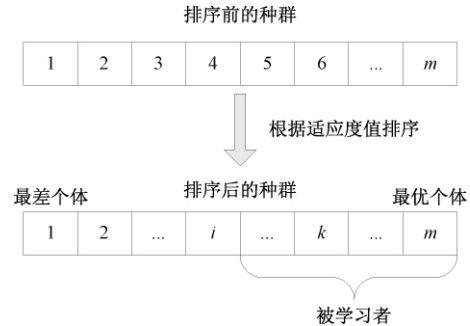 排序前的种群
1 2 3 4 5 6 ... m
根据适应度值排序
最差个体 排序后的种群 最优个体
1 2 ... i ... k ... m
被学习者